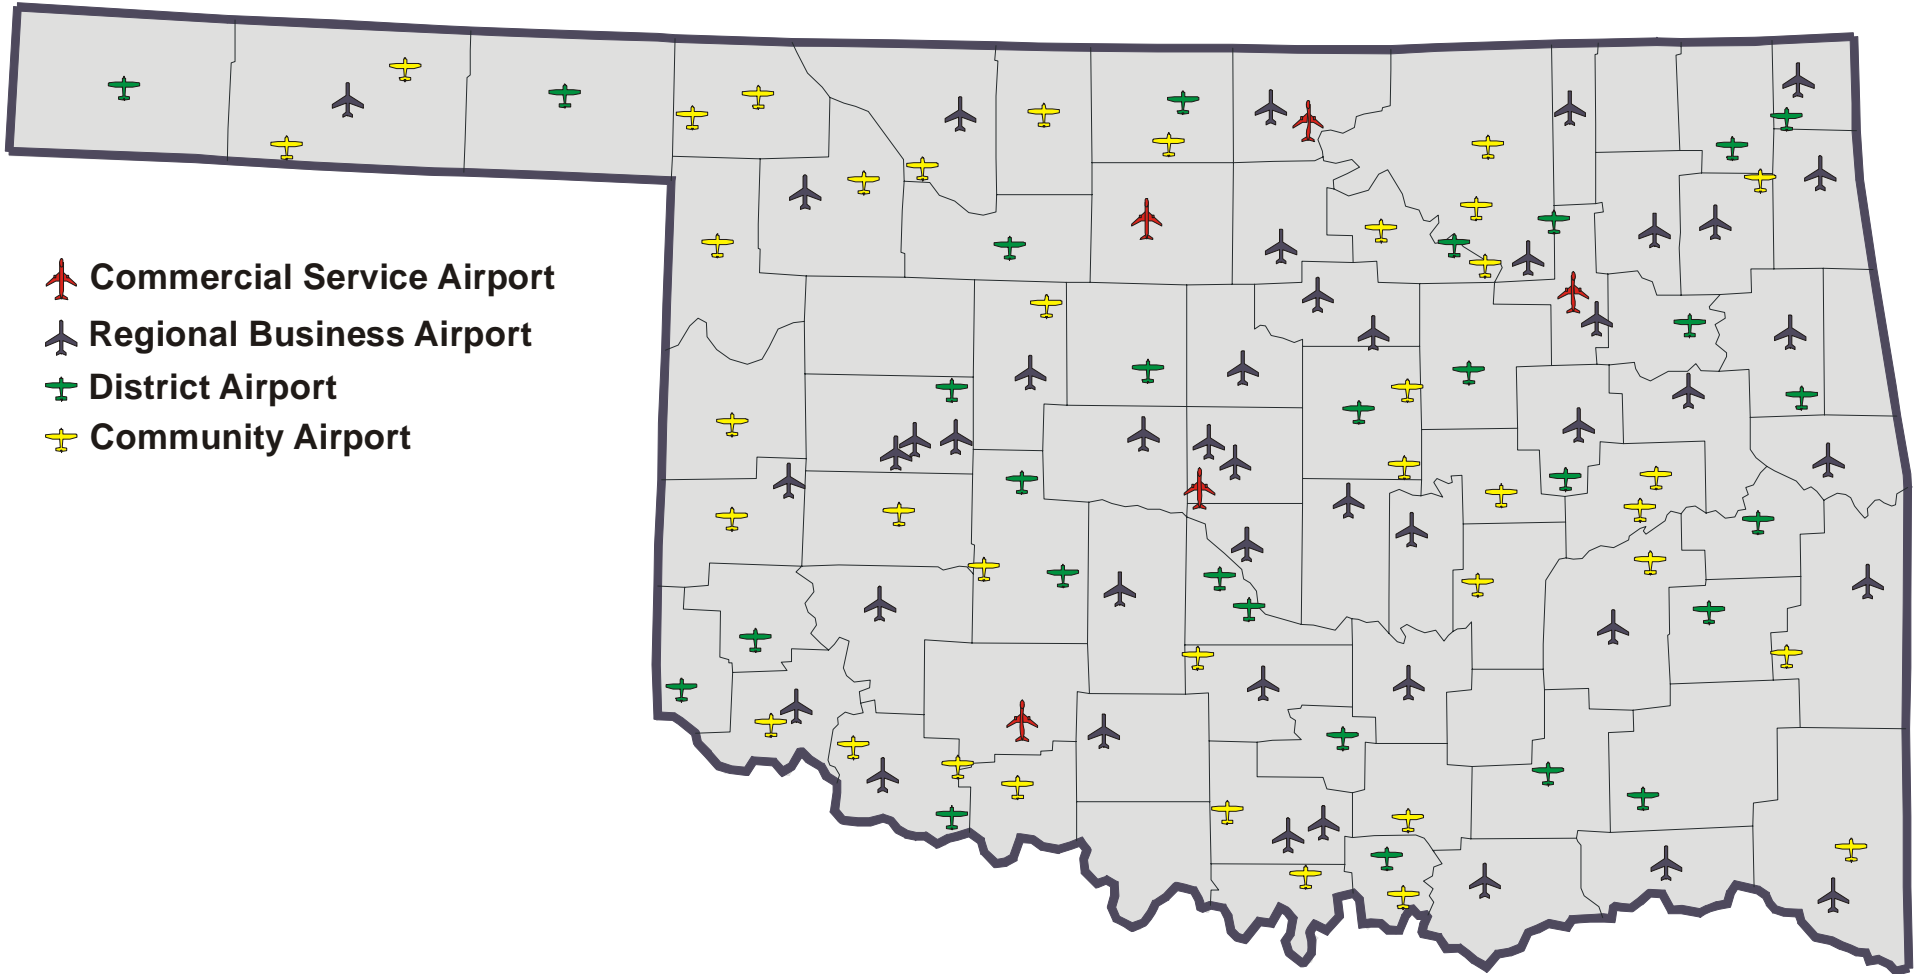 Commercial Service Airport
Regional Business Airport
District Airport
Community Airport